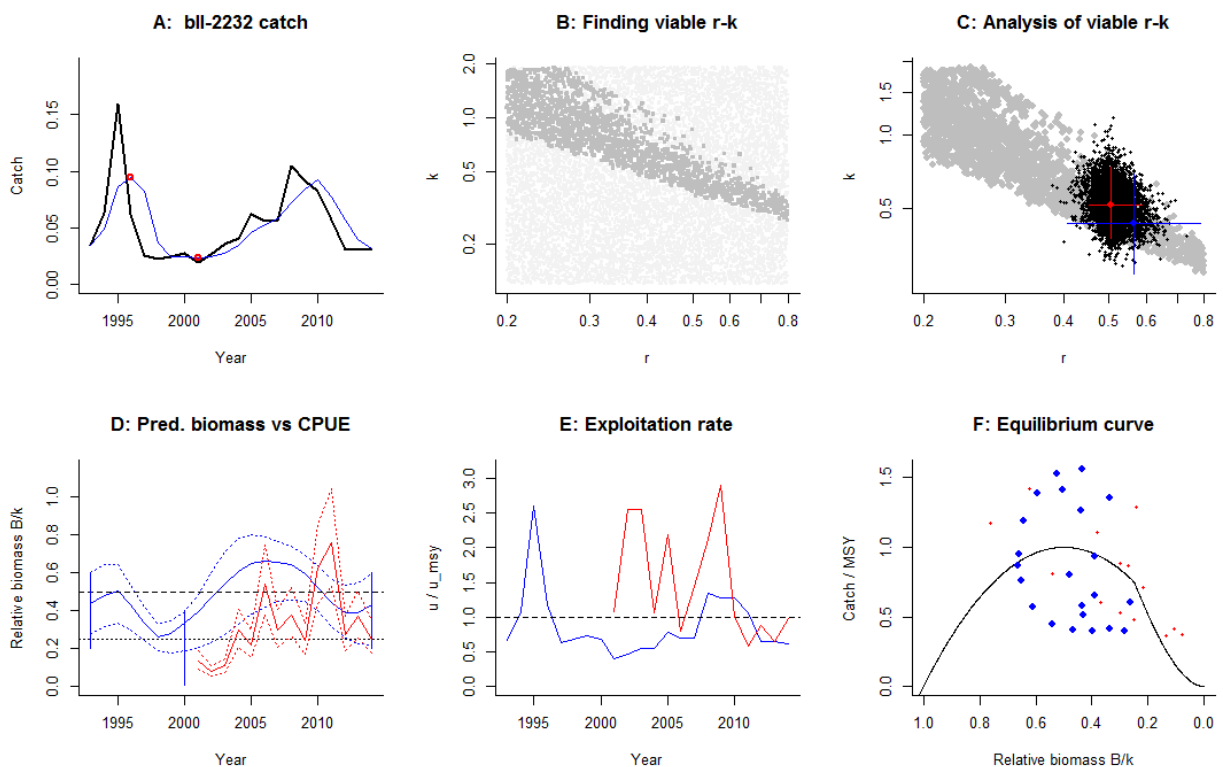 A: bll-2232 catch
Catch
0.00 0.05 0.10 0.15
1995 2000 2005 2010
Year
B: Finding viable r-k
k
0.2 0.5 1.0 2.0
0.2 0.3 0.4 0.5 0.6 0.8
r
C: Analysis of viable r-k
k
0.5 1.0 1.5
0.2 0.3 0.4 0.5 0.6 0.8
r
D: Pred. biomass vs CPUE
Relative biomass B/k
0.0 0.2 0.4 0.6 0.8 1.0
1995 2000 2005 2010
Year
E: Exploitation rate
u / u_msy
0.0 0.5 1.0 1.5 2.0 2.5 3.0
1995 2000 2005 2010
Year
F: Equilibrium curve
Catch / MSY
0.0 0.5 1.0 1.5
1.0 0.8 0.6 0.4 0.2 0.0
Relative biomass B/k